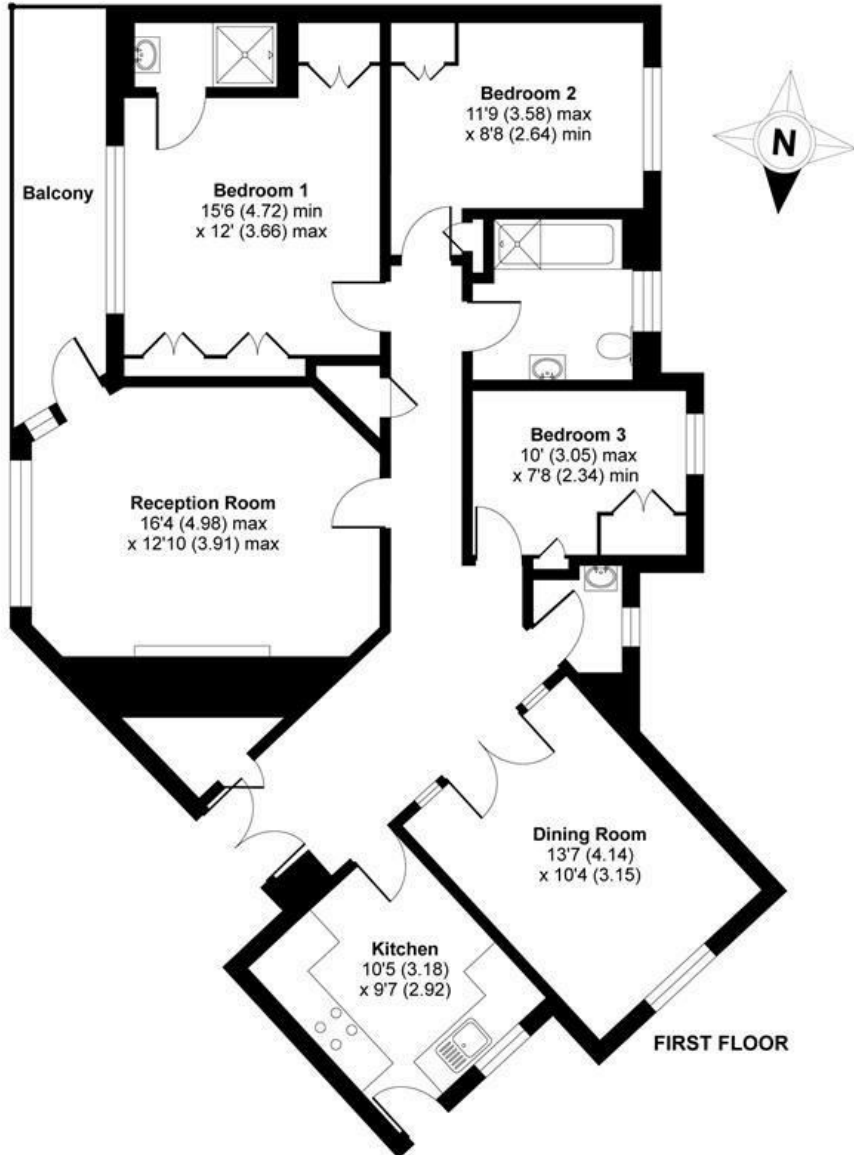 Bedroom 2
11'9 (3.58) max
x 8'8 (2.64) min
N
Balcony
Bedroom 1
15'6 (4.72) min
x 12' (3.66) max
Bedroom 3
10' (3.05) max
x 7'8 (2.34) min
Reception Room
16'4 (4.98) max
x 12'10 (3.91) max
Dining Room
13'7 (4.14)
x 10'4 (3.15)
Kitchen
10'5 (3.18)
x 9'7 (2.92)
FIRST FLOOR